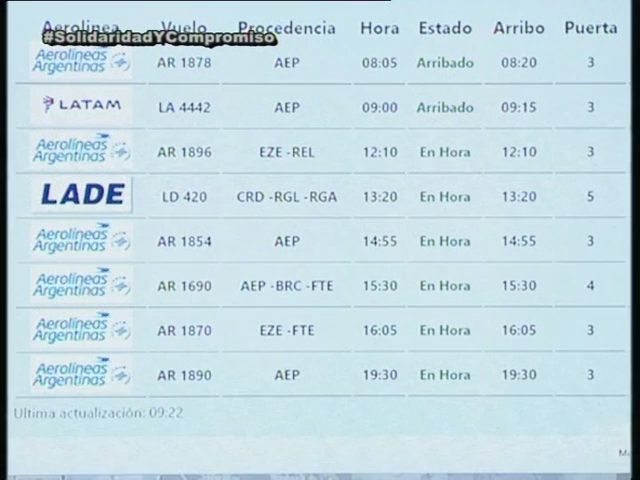 Aerolinea Vuelo Procedencia Hora Estado Arribo Puerta
#SolidaridadYCompromiso
Aerolíneas Argentinas AR 1878 AEP 08:05 Arribado 08:20 3
LATAM LA 4442 AEP 09:00 Arribado 09:15 3
Aerolíneas Argentinas AR 1896 EZE -REL 12:10 En Hora 12:10 3
LADE LD 420 CRD -RGL -RGA 13:20 En Hora 13:20 5
Aerolíneas Argentinas AR 1854 AEP 14:55 En Hora 14:55 3
Aerolíneas Argentinas AR 1690 AEP -BRC -FTE 15:30 En Hora 15:30 4
Aerolíneas Argentinas AR 1870 EZE -FTE 16:05 En Hora 16:05 3
Aerolíneas Argentinas AR 1890 AEP 19:30 En Hora 19:30 3
Ultima actualización: 09:22